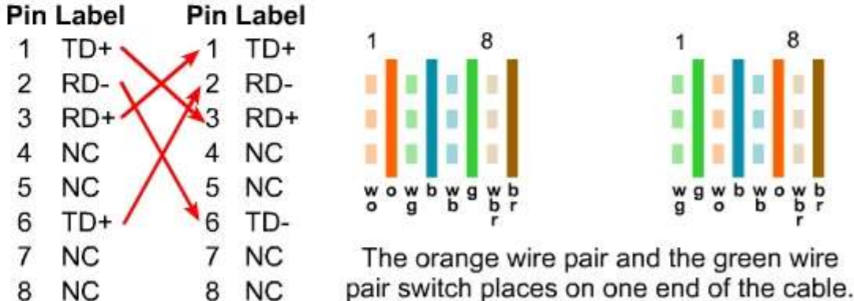 Pin Label Pin Label
1 TD+ 1 TD+
2 RD- 2 RD-
3 RD+ 3 RD+
4 NC 4 NC
5 NC 5 NC
6 TD+ 6 TD-
7 NC 7 NC
8 NC 8 NC
1 8
wo o wg b wb g wbr br
1 8
wg g wo b wb o wbr br
The orange wire pair and the green wire
pair switch places on one end of the cable.